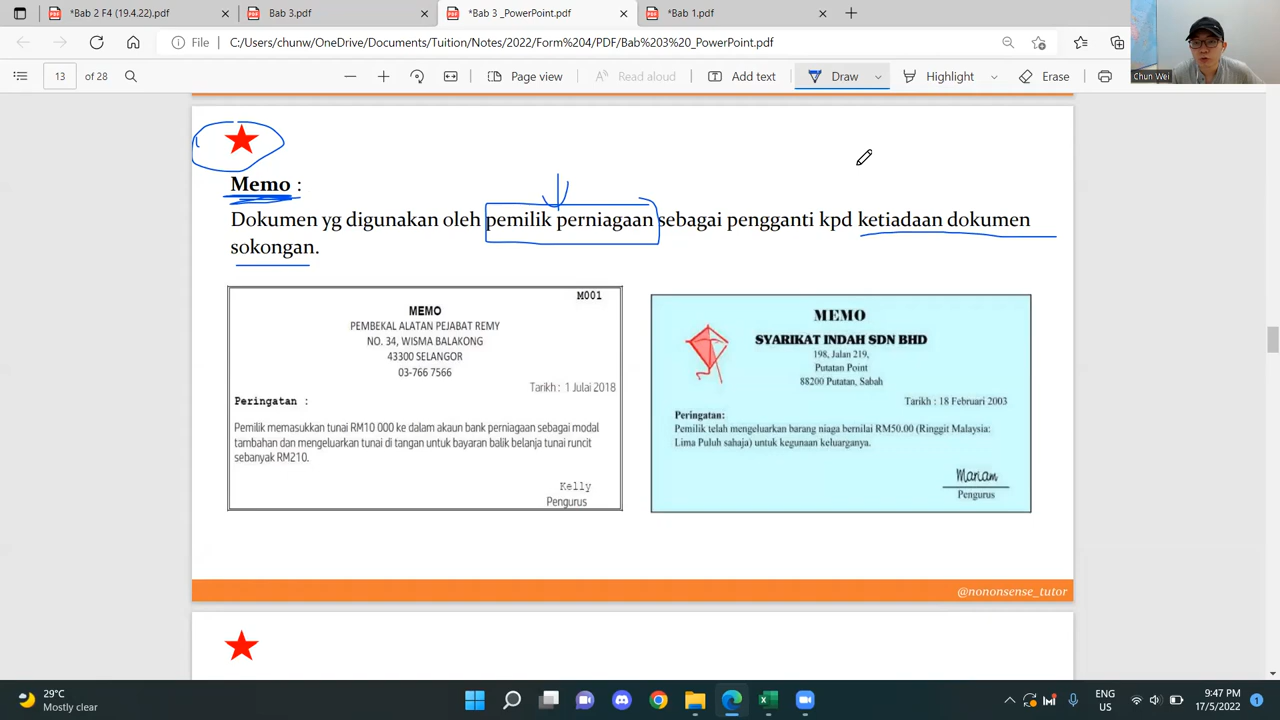 *Bab 2 F4 (19.4.22).pdf
Bab 3.pdf
*Bab 3 _PowerPoint.pdf
*Bab 1.pdf
File
C:/Users/chunw/OneDrive/Documents/Tuition/Notes/2022/Form%204/PDF/Bab%203%20_PowerPoint.pdf
Chun Wei
13 of 28
Page view
Read aloud
Add text
Draw
Highlight
Erase
Memo :
Dokumen yg digunakan oleh pemilik perniagaan sebagai pengganti kpd ketiadaan dokumen
sokongan.
M001
MEMO
PEMBEKAL ALATAN PEJABAT REMY
NO. 34, WISMA BALAKONG
43300 SELANGOR
03-766 7566
Tarikh : 1 Julai 2018
Peringatan :
Pemilik memasukkan tunai RM10 000 ke dalam akaun bank perniagaan sebagai modal
tambahan dan mengeluarkan tunai di tangan untuk bayaran balik belanja tunai runcit
sebanyak RM210.
Kelly
Pengurus
MEMO
SYARIKAT INDAH SDN BHD
198, Jalan 219,
Putatan Point
88200 Putatan, Sabah
Tarikh : 18 Februari 2003
Peringatan:
Pemilik telah mengeluarkan barang niaga bernilai RM50.00 (Ringgit Malaysia:
Lima Puluh sahaja) untuk kegunaan keluarganya.
Mariam
Pengurus
@nononsense_tutor
29°C
Mostly clear
ENG
US
9:47 PM
17/5/2022
1